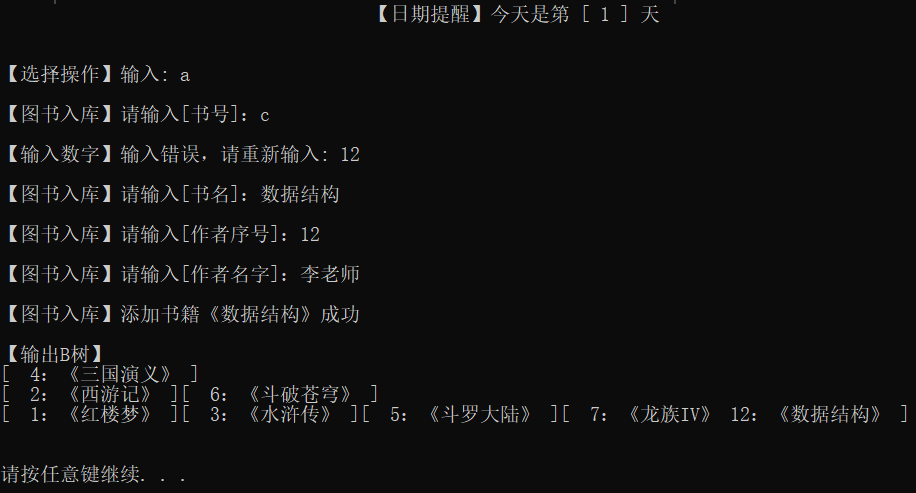 【日期提醒】今天是第 [ 1 ] 天
【选择操作】输入: a
【图书入库】请输入[书号]: c
【输入数字】输入错误，请重新输入: 12
【图书入库】请输入[书名]: 数据结构
【图书入库】请输入[作者序号]: 12
【图书入库】请输入[作者名字]: 李老师
【图书入库】添加书籍《数据结构》成功
【输出B树】
[  4: 《三国演义》 ]
[  2: 《西游记》 ][  6: 《斗破苍穹》 ]
[  1: 《红楼梦》 ][  3: 《水浒传》 ][  5: 《斗罗大陆》 ][  7: 《龙族IV》 12: 《数据结构》 ]
请按任意键继续. . .